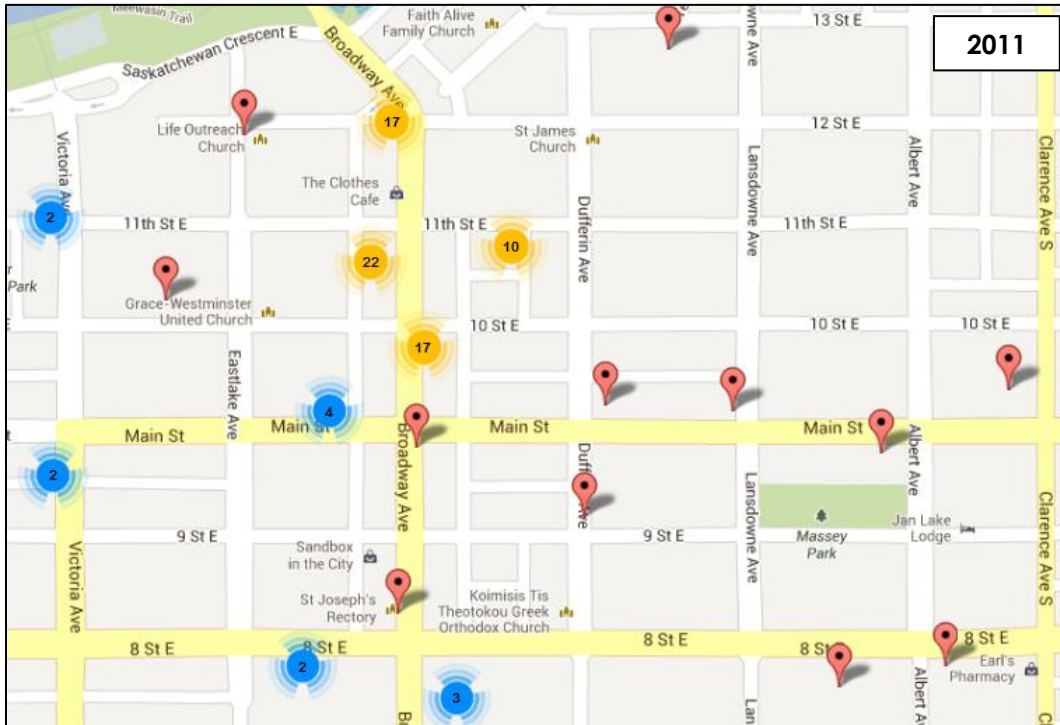 Meewasin Trail
Faith Alive
Family Church
13 St E
2011
Saskatchewan Crescent E
Broadway Ave
17
Life Outreach
Church
St James
Church
12 St E
Victoria Av
The Clothes
Cafe
Lansdowne Ave
Albert Ave
Clarence Ave S
2
11th St E
11th St E
11th St E
Dufferin Ave
22
10
Park
Grace-Westminster
United Church
10 St E
10 St E
10 St E
17
Eastlake Ave
4
Main St
Main St
Broadway Ave
Main St
Main St
Albert Ave
2
Lansdowne Ave
9 St E
9 St E
Massey
Park
Jan Lake
Lodge
Victoria Ave
Sandbox
in the City
St Joseph's
Rectory
Koimisis Tis
Theotokou Greek
Orthodox Church
Clarence Ave S
8 St E
8 St E
8 St E
8 St E
2
Earl's
Pharmacy
3
Lan
Albert